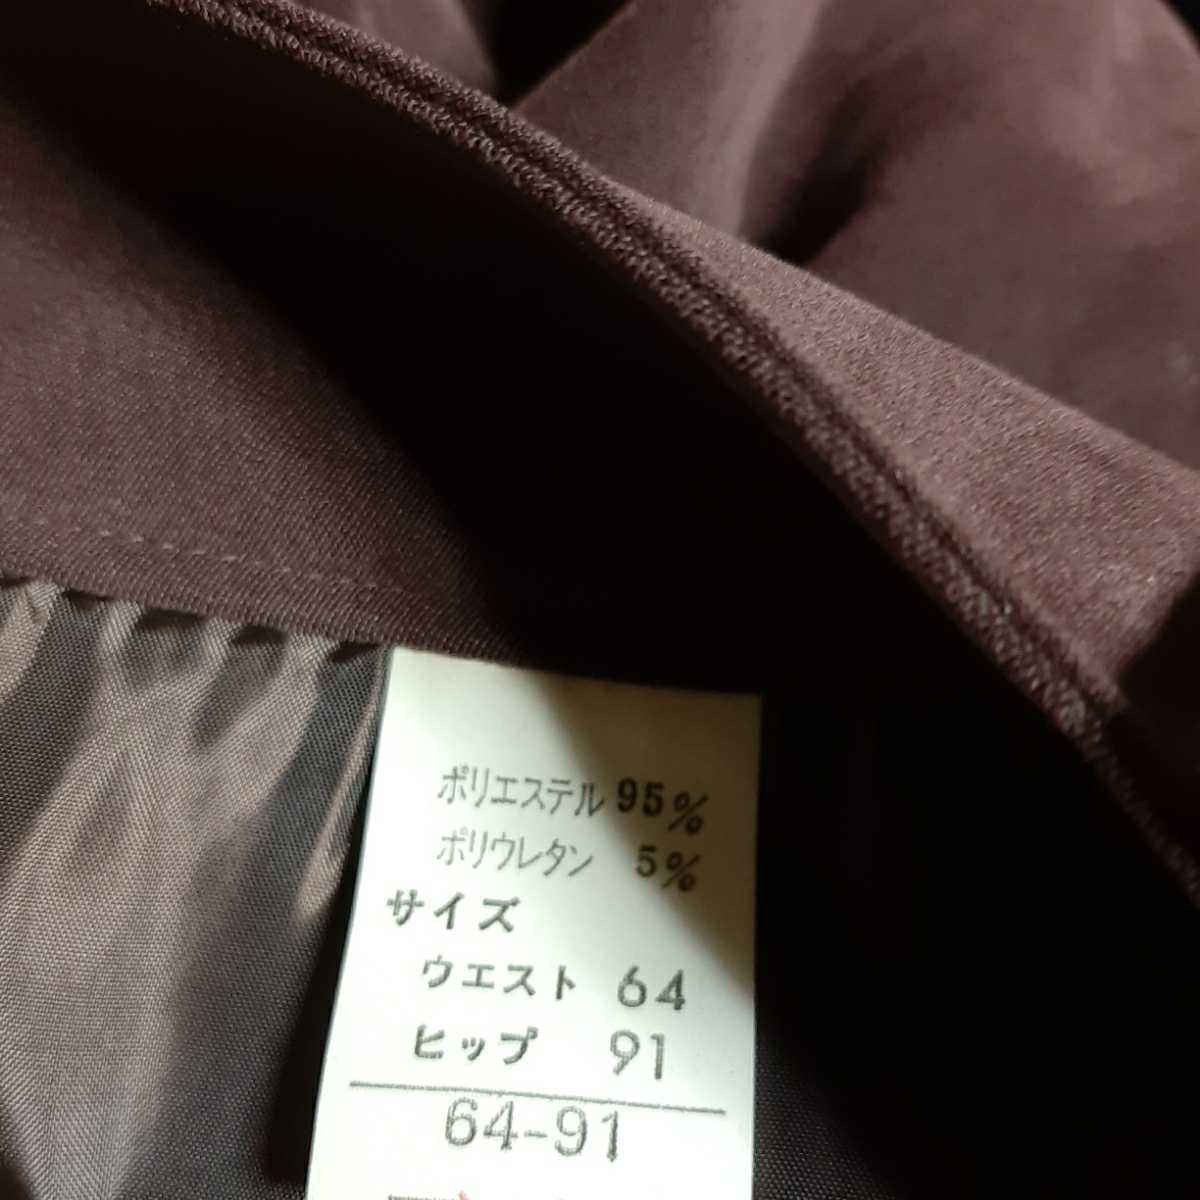 ポリエステル 95%
ポリウレタン 5%
サイズ
ウエスト 64
ヒップ 91
64-91